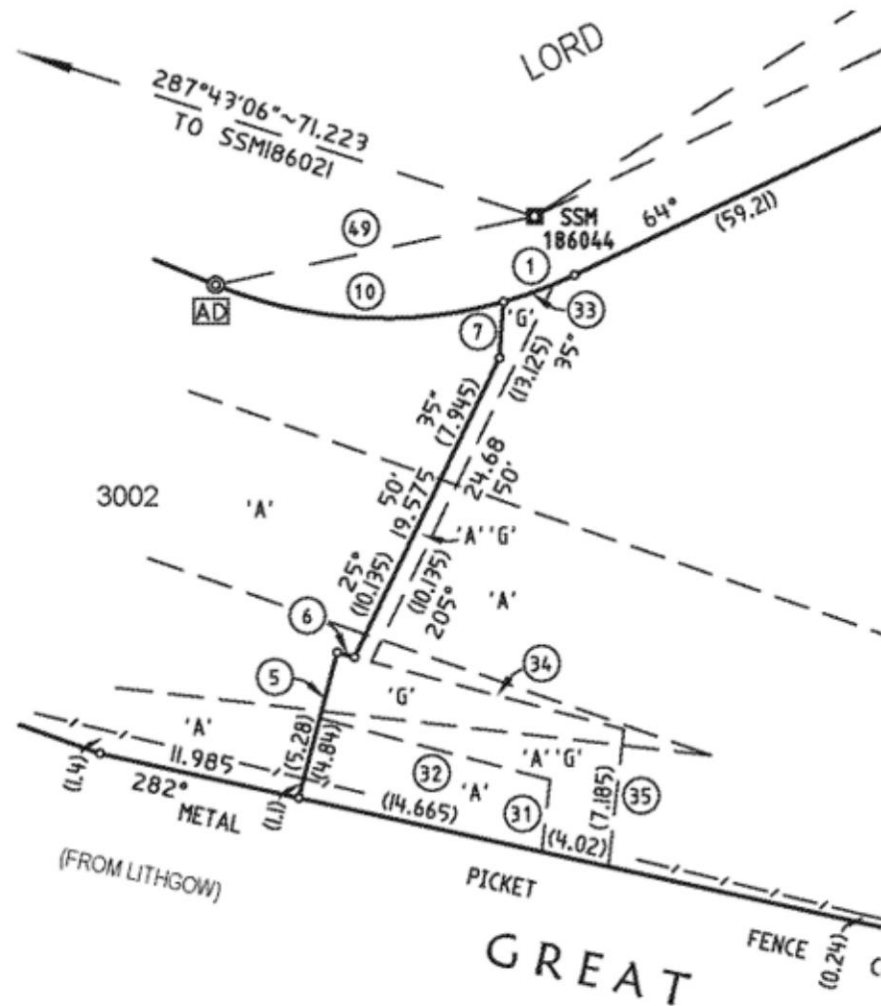 LORD
287°43'06"~71.223
TO SSM186021
SSM
186044
64°
(59.21)
49
1
10
33
AD
7
'G'
(13.125)
35°
35°
(7.945)
24.68
50'
50'
19.575
3002
'A'
'A''G'
25°
(10.135)
(10.135)
205°
'A'
6
34
5
'G'
'A'
(5.28)
(4.84)
'A''G'
11.985
32
'A'
(7.185)
35
(1.4)
282°
(1.1)
(14.665)
31
(4.02)
METAL
(FROM LITHGOW)
PICKET
FENCE
(0.24)
C
GREAT